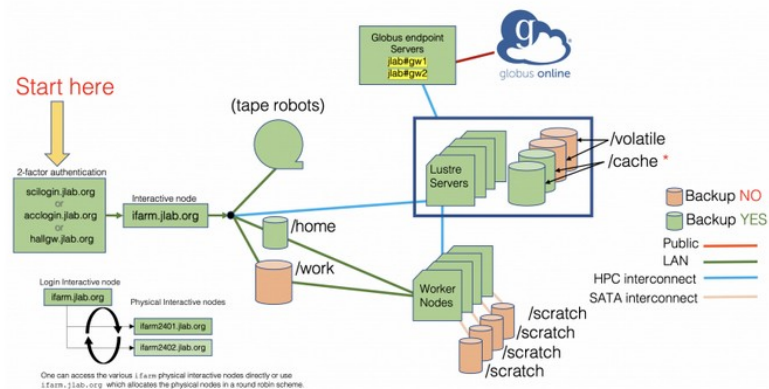 Globus endpoint
Servers
jlab#gw1
jlab#gw2
g
globus online
Start here
(tape robots)
2-factor authentication
scilogin.jlab.org
or
acclogin.jlab.org
or
hallgw.jlab.org
Interactive node
ifarm.jlab.org
Lustre
Servers
/volatile
/cache *
/home
/work
Worker
Nodes
/scratch
/scratch
/scratch
/scratch
Backup NO
Backup YES
Public
LAN
HPC interconnect
SATA interconnect
Login Interactive node
ifarm.jlab.org
Physical Interactive nodes
ifarm2401.jlab.org
ifarm2402.jlab.org
One can access the various ifarm physical interactive nodes directly or use
ifarm.jlab.org which allocates the physical nodes in a round robin scheme.